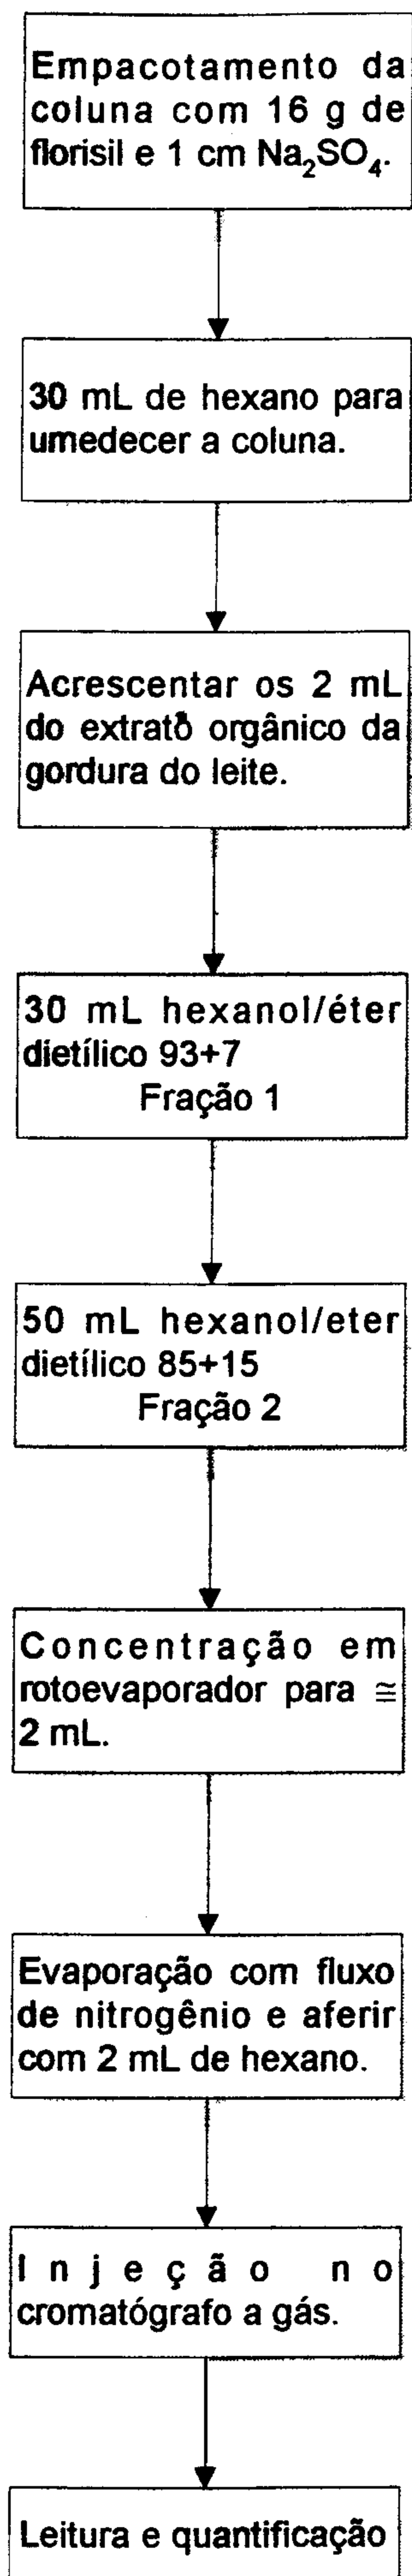 Empacotamento da
coluna com 16 g de
florisil e 1 cm Na₂SO₄.
30 mL de hexano para
umedecer a coluna.
Acrescentar os 2 mL
do extrato orgânico da
gordura do leite.
30 mL hexanol/éter
dietílico 93+7
Fração 1
50 mL hexanol/eter
dietílico 85+15
Fração 2
Concentração em
rotoevaporador para ≅
2 mL.
Evaporação com fluxo
de nitrogênio e aferir
com 2 mL de hexano.
Injeção no
cromatógrafo a gás.
Leitura e quantificação